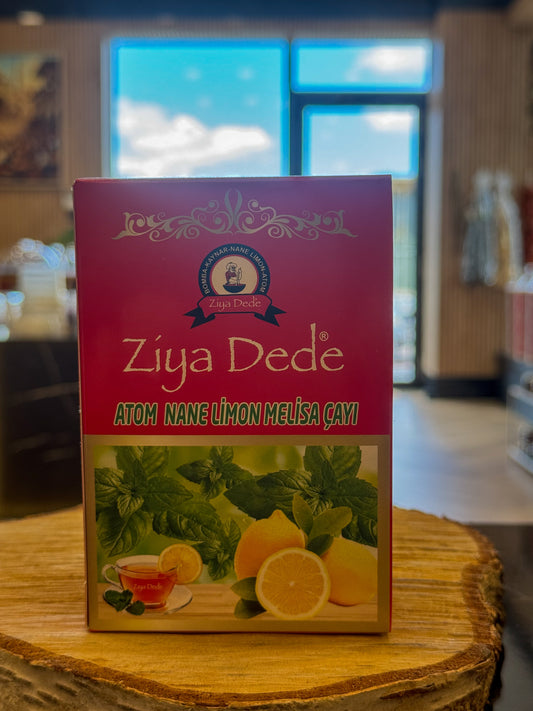 BOMBA-KAYNAR-NANE LİMON-ATOM
Ziya Dede
Ziya Dede®
ATOM NANE LİMON MELİSA ÇAYI
Ziya Dede